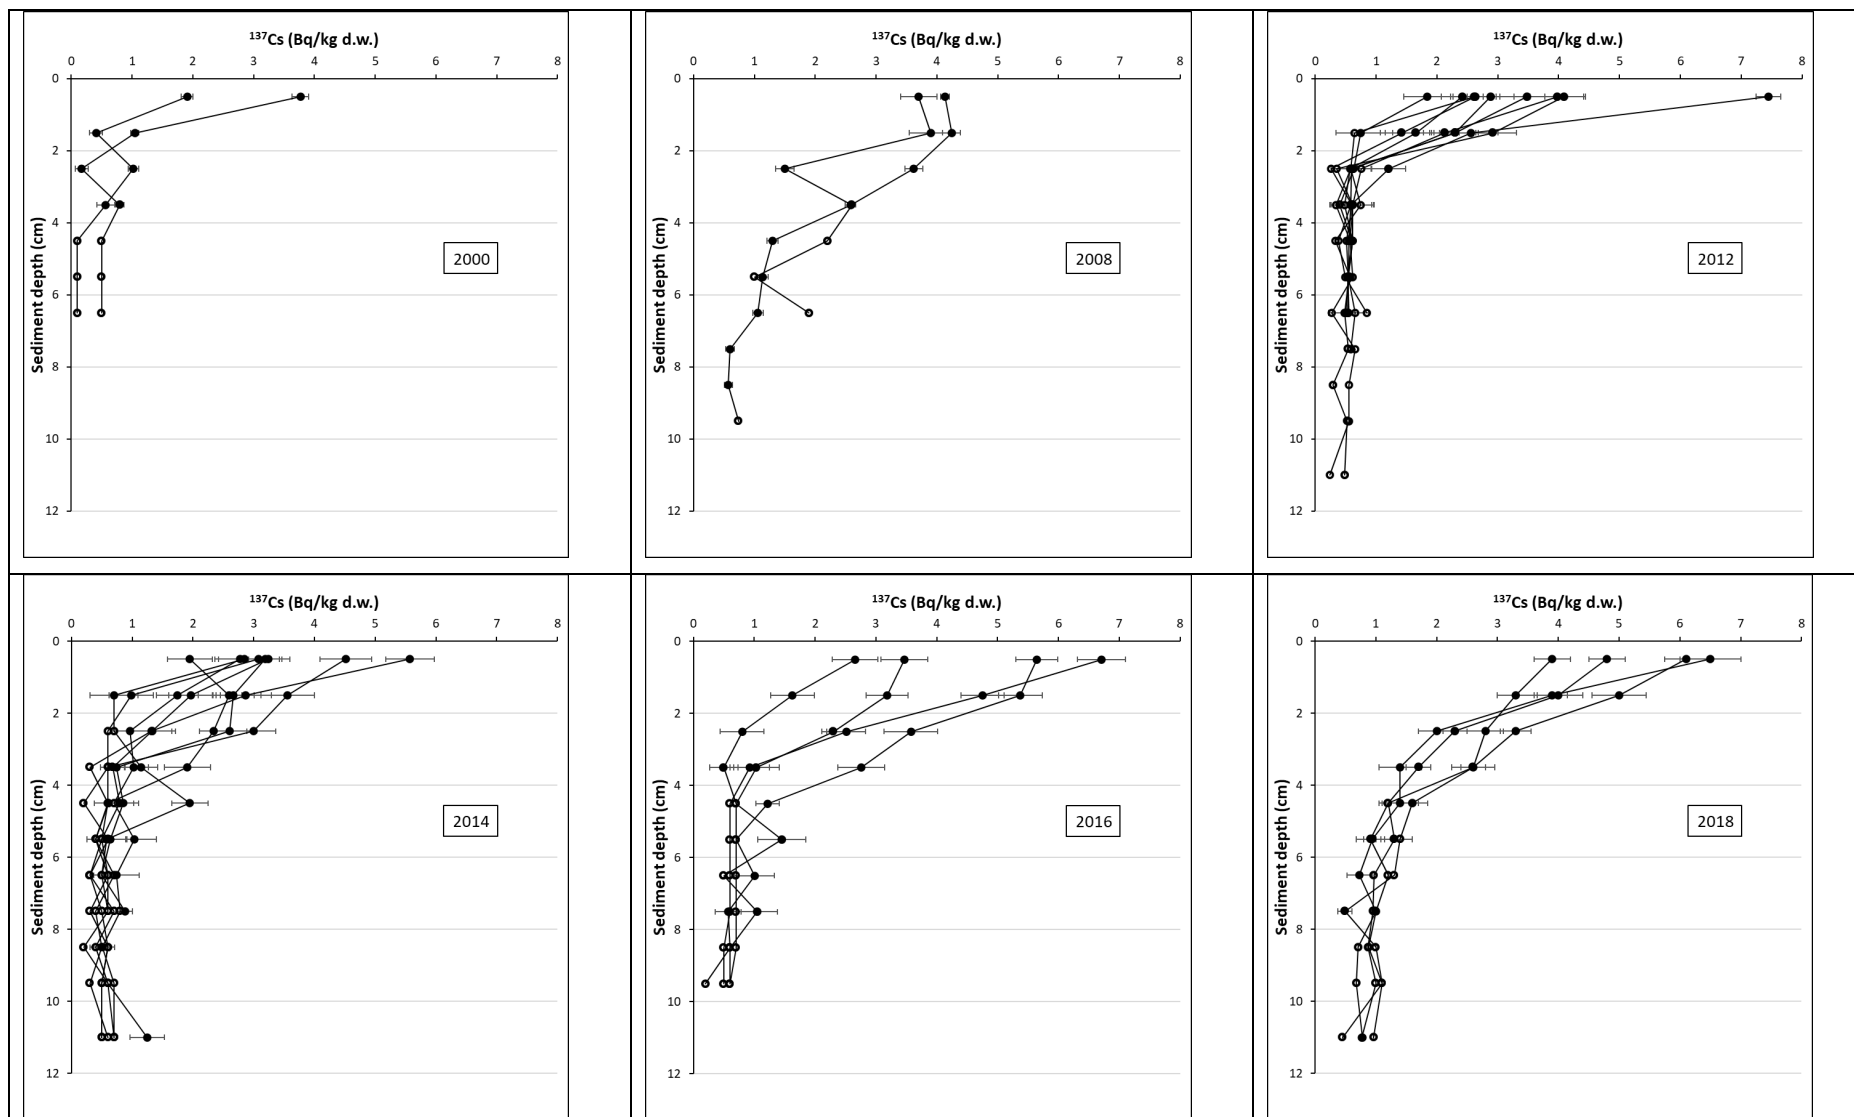 ¹³⁷Cs (Bq/kg d.w.)
0 1 2 3 4 5 6 7 8
0
2
4
6
8
10
12
Sediment depth (cm)
2000
¹³⁷Cs (Bq/kg d.w.)
0 1 2 3 4 5 6 7 8
0
2
4
6
8
10
12
Sediment depth (cm)
2008
¹³⁷Cs (Bq/kg d.w.)
0 1 2 3 4 5 6 7 8
0
2
4
6
8
10
12
Sediment depth (cm)
2012
¹³⁷Cs (Bq/kg d.w.)
0 1 2 3 4 5 6 7 8
0
2
4
6
8
10
12
Sediment depth (cm)
2014
¹³⁷Cs (Bq/kg d.w.)
0 1 2 3 4 5 6 7 8
0
2
4
6
8
10
12
Sediment depth (cm)
2016
¹³⁷Cs (Bq/kg d.w.)
0 1 2 3 4 5 6 7 8
0
2
4
6
8
10
12
Sediment depth (cm)
2018